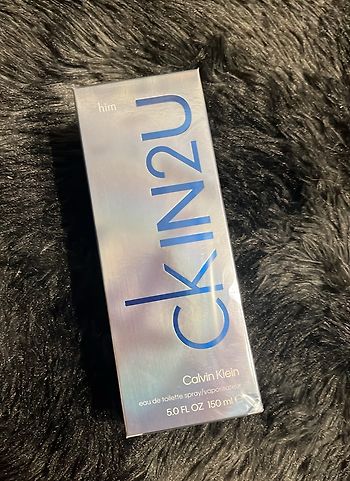 him
ckIN2U
Calvin Klein
eau de toilette spray/vaporisateur
5.0 FL OZ 150 ml